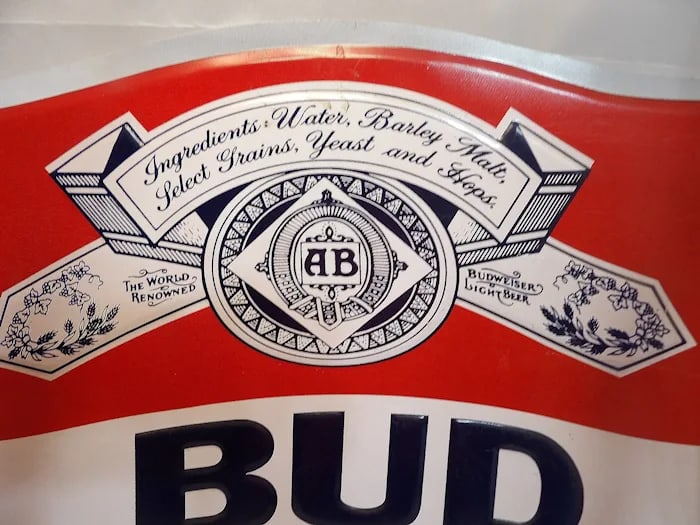 Ingredients: Water, Barley Malt,
Select Grains, Yeast and Hops.
AB
THE WORLD
RENOWNED
BUDWEISER
LIGHT BEER
BUD